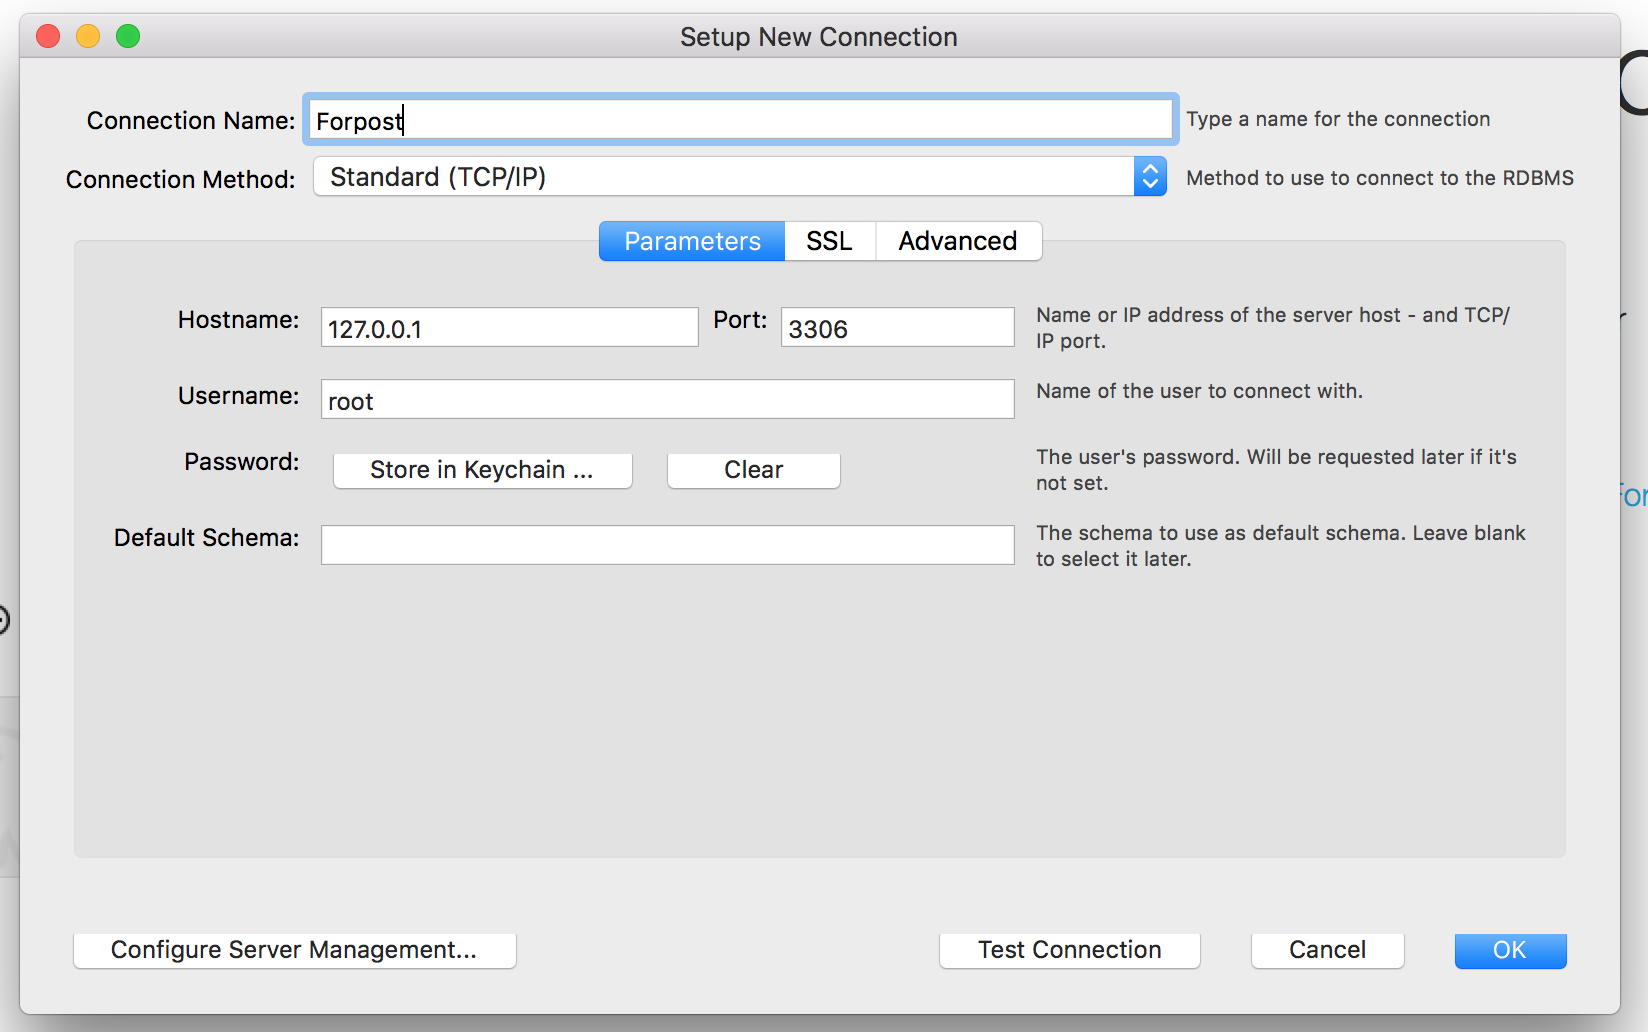 Setup New Connection
Connection Name: Forpost Type a name for the connection
Connection Method: Standard (TCP/IP) Method to use to connect to the RDBMS
Parameters SSL Advanced
Hostname: 127.0.0.1 Port: 3306 Name or IP address of the server host - and TCP/
IP port.
Username: root Name of the user to connect with.
Password: Store in Keychain ... Clear The user's password. Will be requested later if it's
not set.
Default Schema: The schema to use as default schema. Leave blank
to select it later.
Configure Server Management... Test Connection Cancel OK